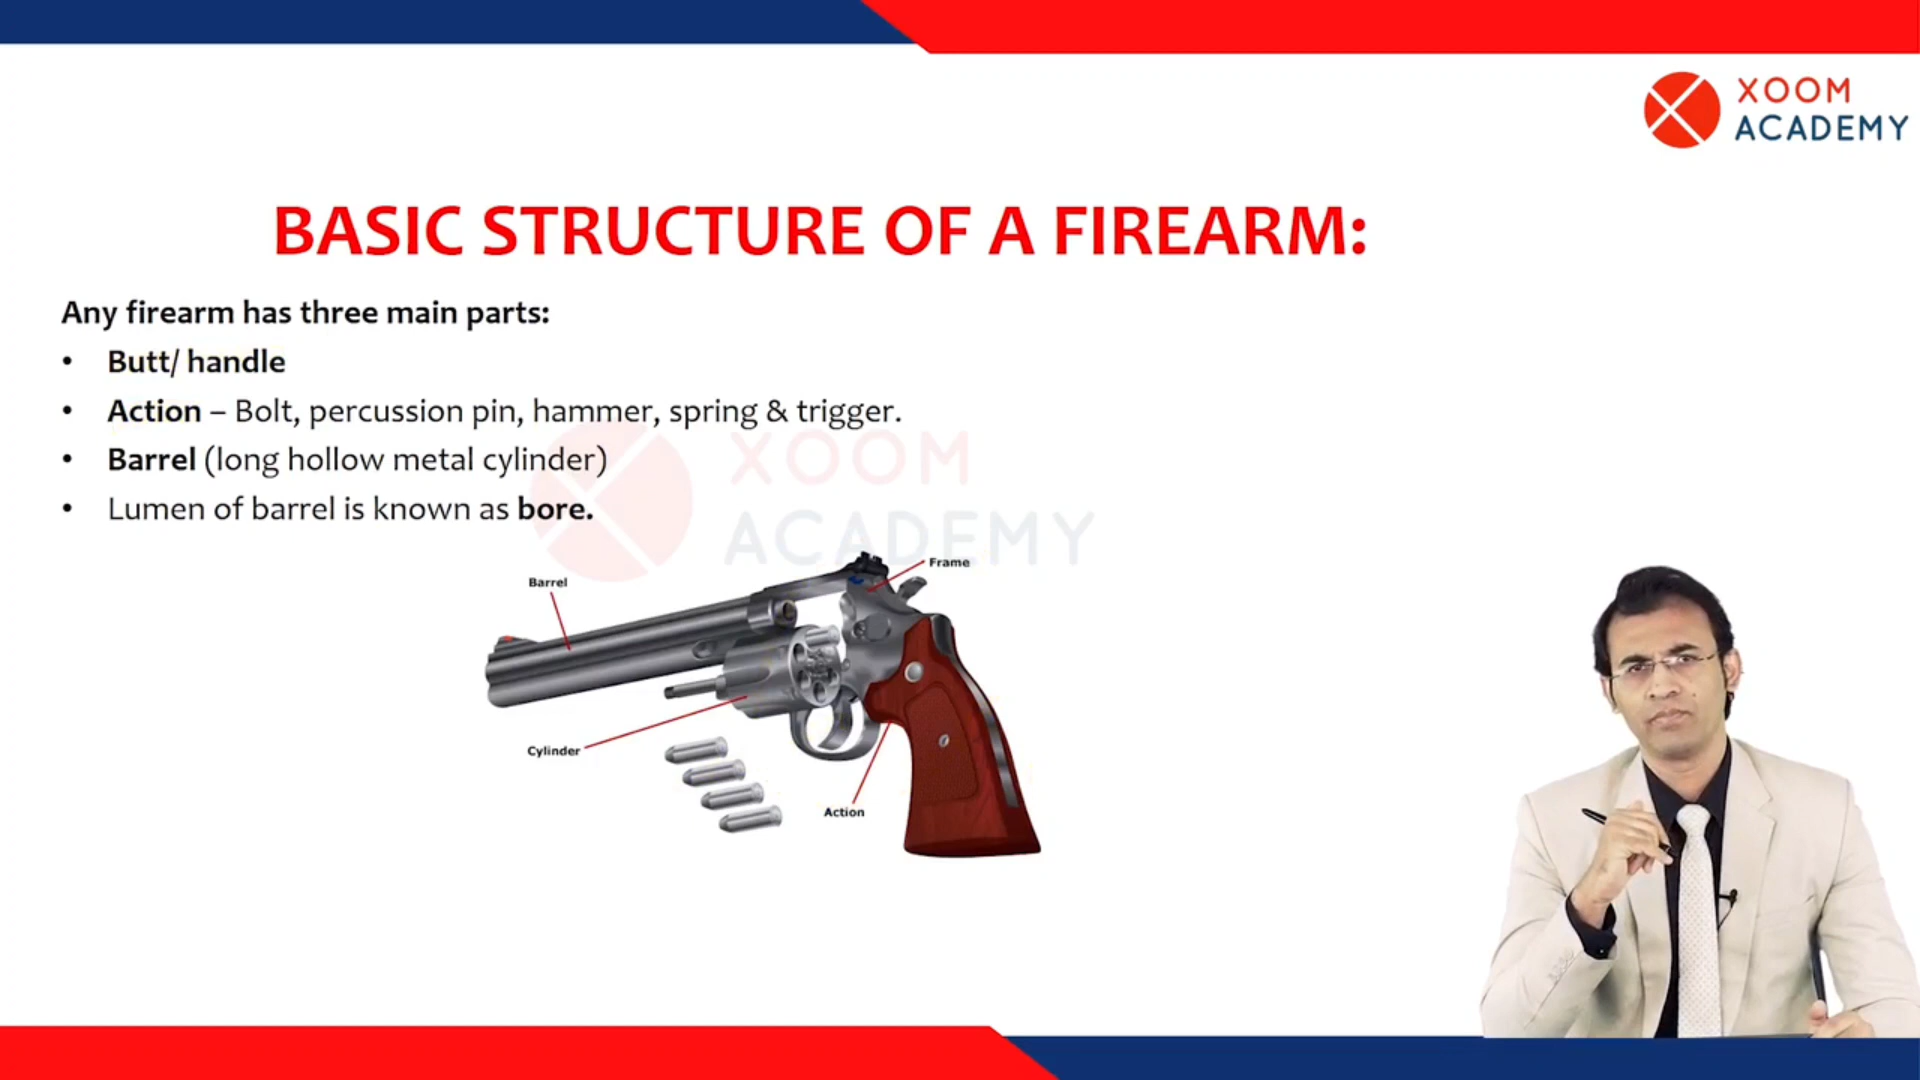 XOOM
ACADEMY
BASIC STRUCTURE OF A FIREARM:
Any firearm has three main parts:
• Butt/ handle
• Action – Bolt, percussion pin, hammer, spring & trigger.
• Barrel (long hollow metal cylinder)
• Lumen of barrel is known as bore.
XOOM
ACADEMY
Frame
Barrel
Cylinder
Action